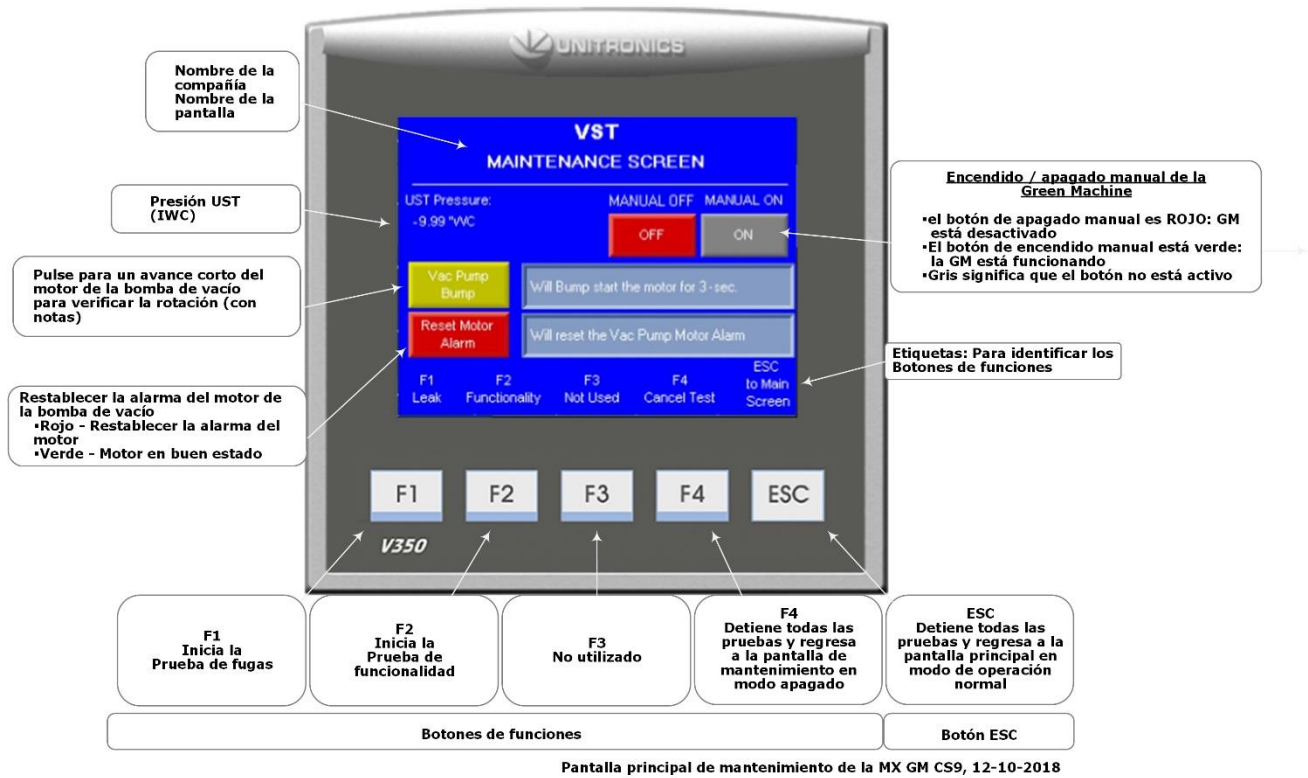 UNITRONICS
Nombre de la
compañía
Nombre de la
pantalla
VST
MAINTENANCE SCREEN
Presión UST
(IWC)
UST Pressure:
-9.99 "WC
MANUAL OFF MANUAL ON
OFF ON
Encendido / apagado manual de la
Green Machine
▪el botón de apagado manual es ROJO: GM
está desactivado
▪El botón de encendido manual está verde:
la GM está funcionando
▪Gris significa que el botón no está activo
Pulse para un avance corto del
motor de la bomba de vacío
para verificar la rotación (con
notas)
Vac Pump
Bump
Will Bump start the motor for 3-sec.
Reset Motor
Alarm
Will reset the Vac Pump Motor Alarm
Etiquetas: Para identificar los
Botones de funciones
Restablecer la alarma del motor de
la bomba de vacío
▪Rojo - Restablecer la alarma del
motor
▪Verde - Motor en buen estado
F1
Leak
F2
Functionality
F3
Not Used
F4
Cancel Test
ESC
to Main
Screen
F1 F2 F3 F4 ESC
V350
F1
Inicia la
Prueba de fugas
F2
Inicia la
Prueba de
funcionalidad
F3
No utilizado
F4
Detiene todas las
pruebas y regresa
a la pantalla de
mantenimiento en
modo apagado
ESC
Detiene todas las
pruebas y regresa a la
pantalla principal en
modo de operación
normal
Botones de funciones
Botón ESC
Pantalla principal de mantenimiento de la MX GM CS9, 12-10-2018